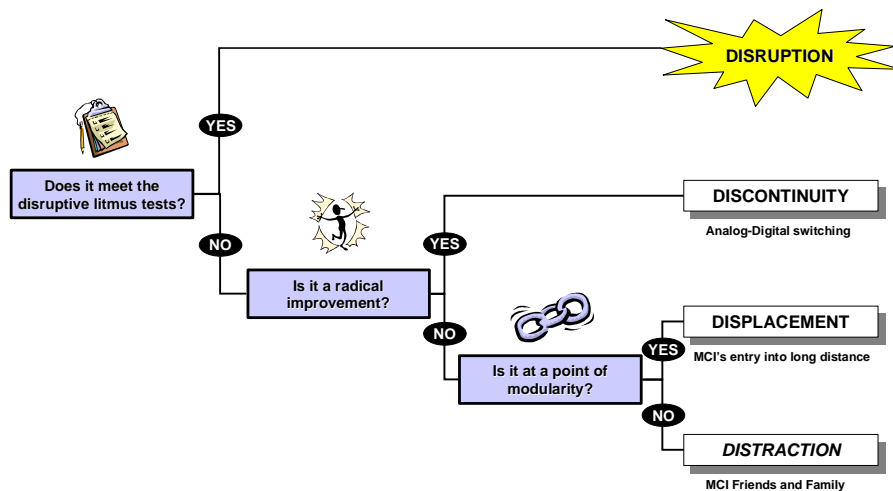 DISRUPTION
YES
Does it meet the
disruptive litmus tests?
DISCONTINUITY
Analog-Digital switching
NO
YES
Is it a radical
improvement?
DISPLACEMENT
MCI's entry into long distance
NO
YES
Is it at a point of
modularity?
NO
DISTRACTION
MCI Friends and Family